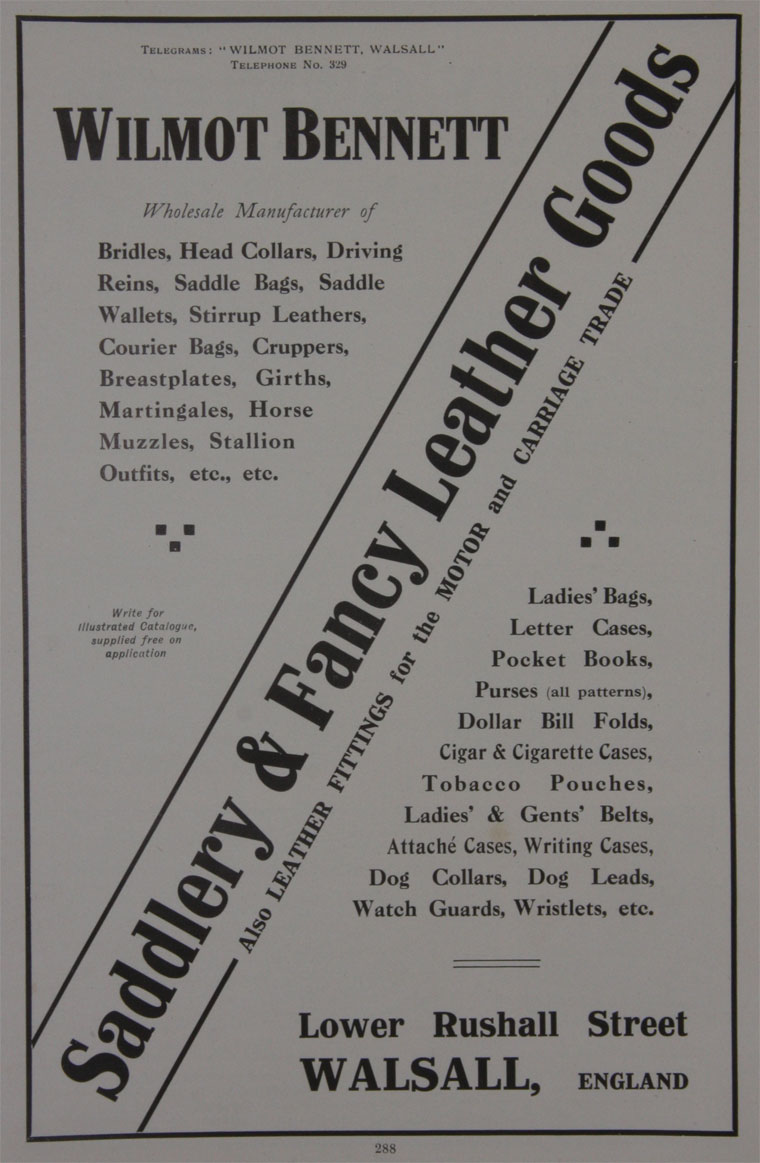 TELEGRAMS: "WILMOT BENNETT, WALSALL"
TELEPHONE No. 329
WILMOT BENNETT
Wholesale Manufacturer of
Bridles, Head Collars, Driving
Reins, Saddle Bags, Saddle
Wallets, Stirrup Leathers,
Courier Bags, Cruppers,
Breastplates, Girths,
Martingales, Horse
Muzzles, Stallion
Outfits, etc., etc.
Write for
Illustrated Catalogue,
supplied free on
application
Saddlery & Fancy Leather Goods
Also LEATHER FITTINGS for the MOTOR and CARRIAGE TRADE
Ladies' Bags,
Letter Cases,
Pocket Books,
Purses (all patterns),
Dollar Bill Folds,
Cigar & Cigarette Cases,
Tobacco Pouches,
Ladies' & Gents' Belts,
Attaché Cases, Writing Cases,
Dog Collars, Dog Leads,
Watch Guards, Wristlets, etc.
Lower Rushall Street
WALSALL, ENGLAND
288